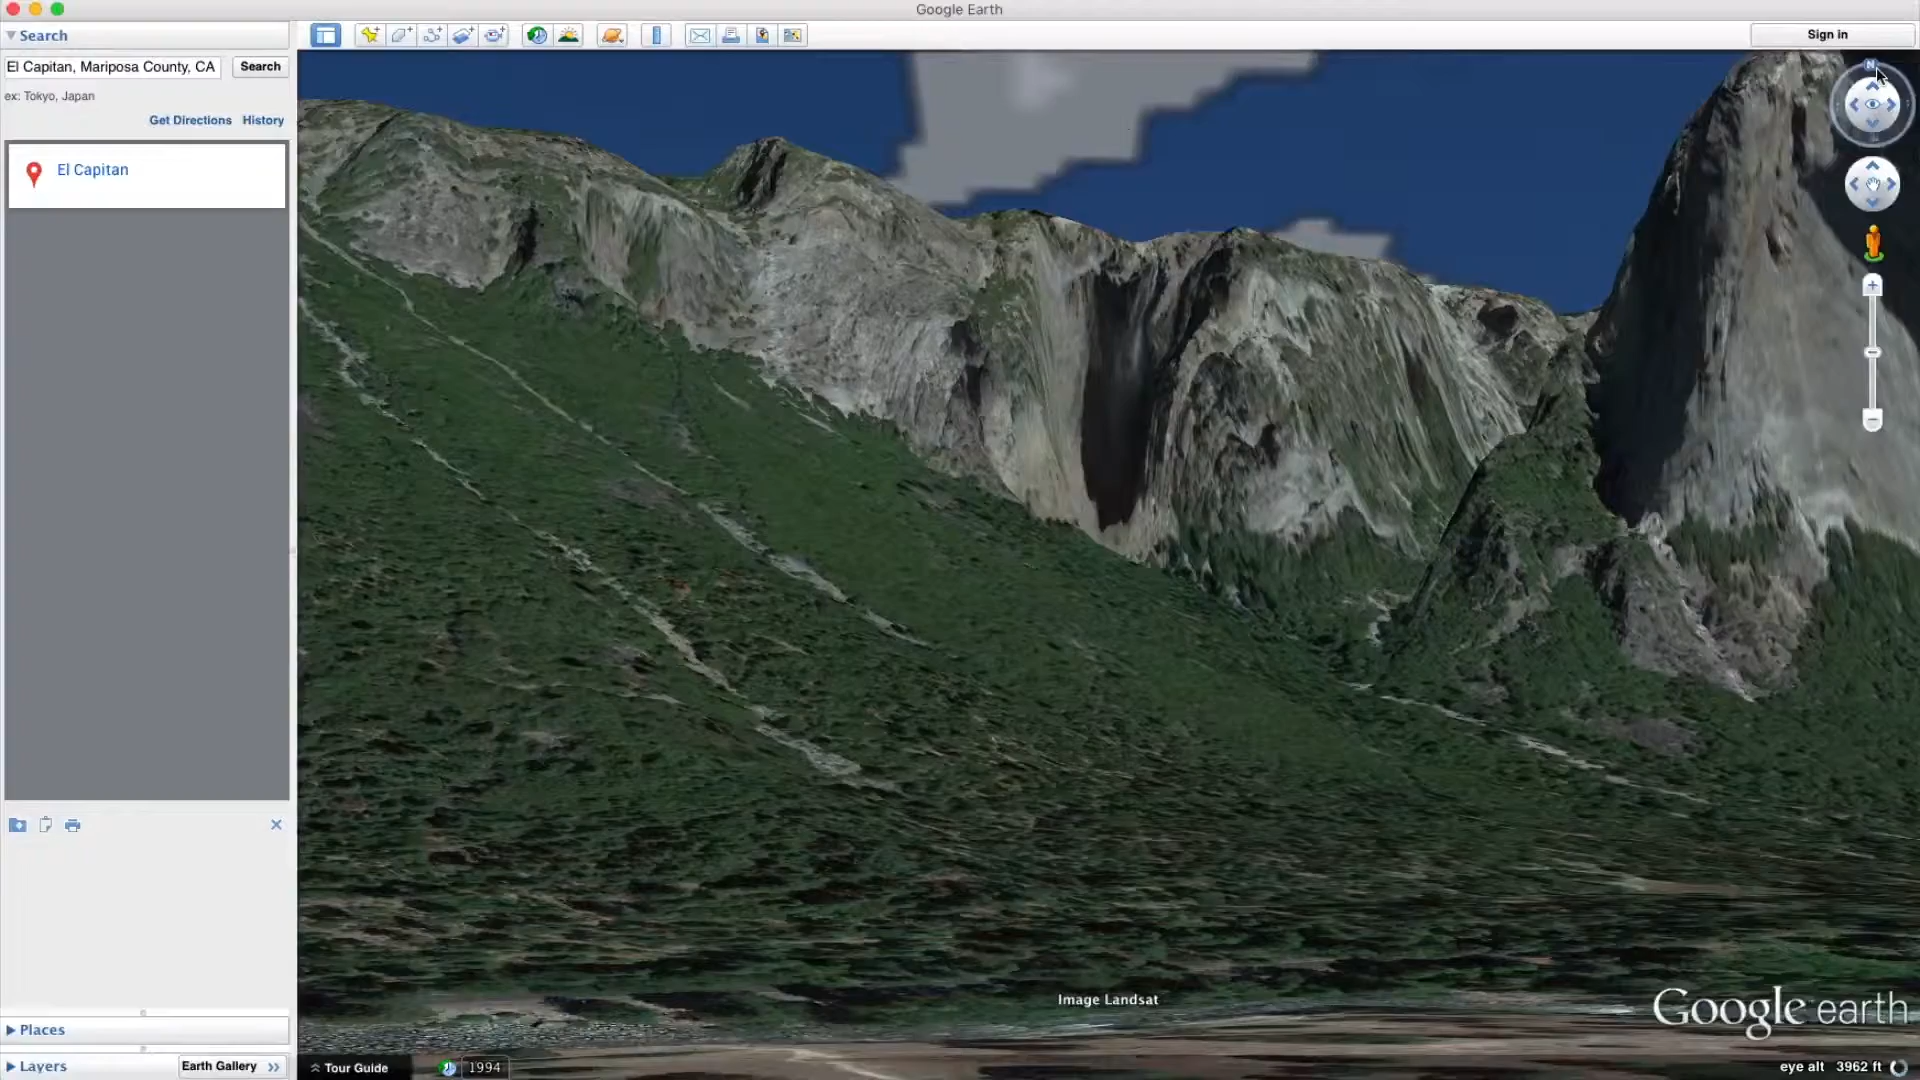 Google Earth
Search
Sign in
El Capitan, Mariposa County, CA
Search
ex: Tokyo, Japan
Get Directions
History
El Capitan
N
Places
Layers
Earth Gallery
Image Landsat
Google earth
Tour Guide
1994
eye alt 3962 ft